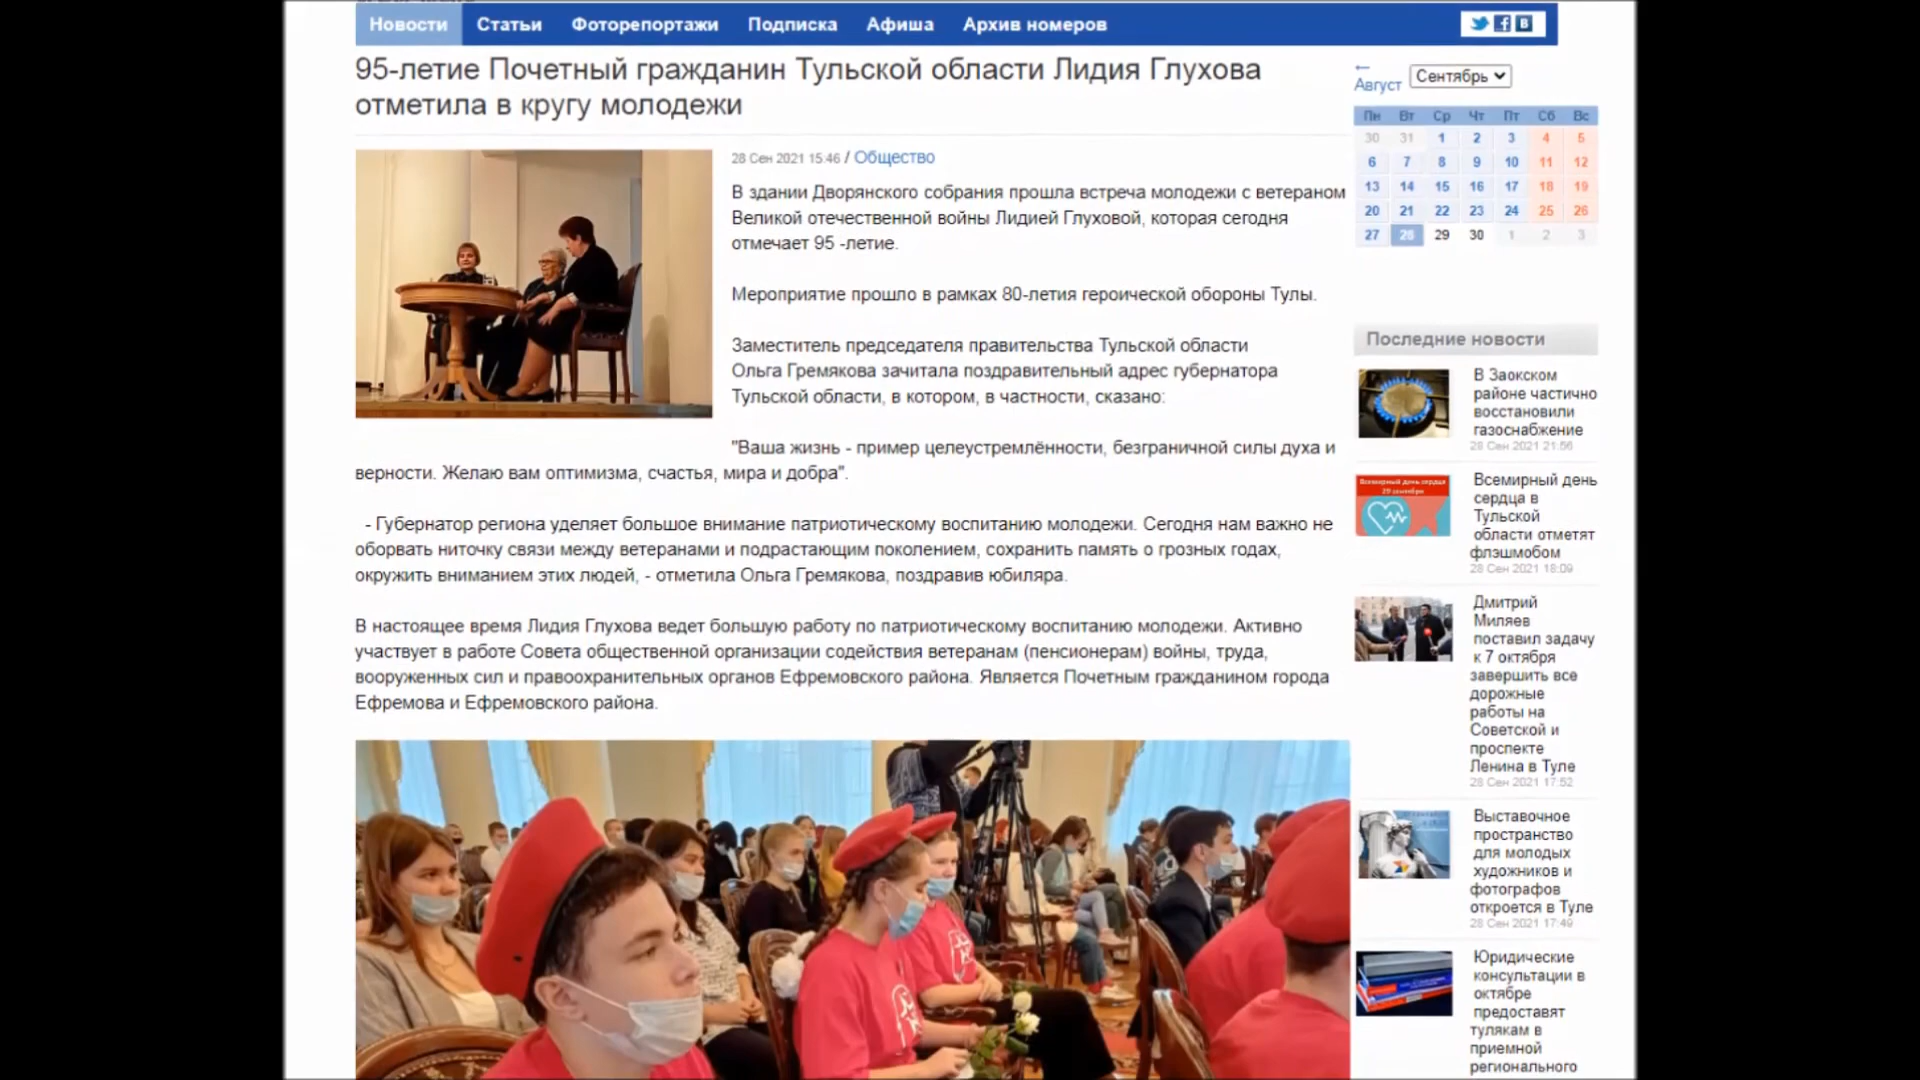 Новости Статьи Фоторепортажи Подписка Афиша Архив номеров
95-летие Почетный гражданин Тульской области Лидия Глухова
отметила в кругу молодежи
28 Сен 2021 15:46 / Общество
В здании Дворянского собрания прошла встреча молодежи с ветераном
Великой отечественной войны Лидией Глуховой, которая сегодня
отмечает 95 -летие.
Мероприятие прошло в рамках 80-летия героической обороны Тулы.
Заместитель председателя правительства Тульской области
Ольга Гремякова зачитала поздравительный адрес губернатора
Тульской области, в котором, в частности, сказано:
"Ваша жизнь - пример целеустремлённости, безграничной силы духа и
верности. Желаю вам оптимизма, счастья, мира и добра".
- Губернатор региона уделяет большое внимание патриотическому воспитанию молодежи. Сегодня нам важно не
оборвать ниточку связи между ветеранами и подрастающим поколением, сохранить память о грозных годах,
окружить вниманием этих людей, - отметила Ольга Гремякова, поздравив юбиляра.
В настоящее время Лидия Глухова ведет большую работу по патриотическому воспитанию молодежи. Активно
участвует в работе Совета общественной организации содействия ветеранам (пенсионерам) войны, труда,
вооруженных сил и правоохранительных органов Ефремовского района. Является Почетным гражданином города
Ефремова и Ефремовского района.
←
Август Сентябрь
Пн Вт Ср Чт Пт Сб Вс
30 31 1 2 3 4 5
6 7 8 9 10 11 12
13 14 15 16 17 18 19
20 21 22 23 24 25 26
27 28 29 30 1 2 3
Последние новости
В Заокском
районе частично
восстановили
газоснабжение
28 Сен 2021 21:56
Всемирный день сердца
29 сентября
Всемирный день
сердца в
Тульской
области отметят
флэшмобом
28 Сен 2021 18:09
Дмитрий
Миляев
поставил задачу
к 7 октября
завершить все
дорожные
работы на
Советской и
проспекте
Ленина в Туле
28 Сен 2021 17:52
Выставочное
пространство
для молодых
художников и
фотографов
откроется в Туле
28 Сен 2021 17:49
Юридические
консультации в
октябре
предоставят
тулякам в
приемной
регионального